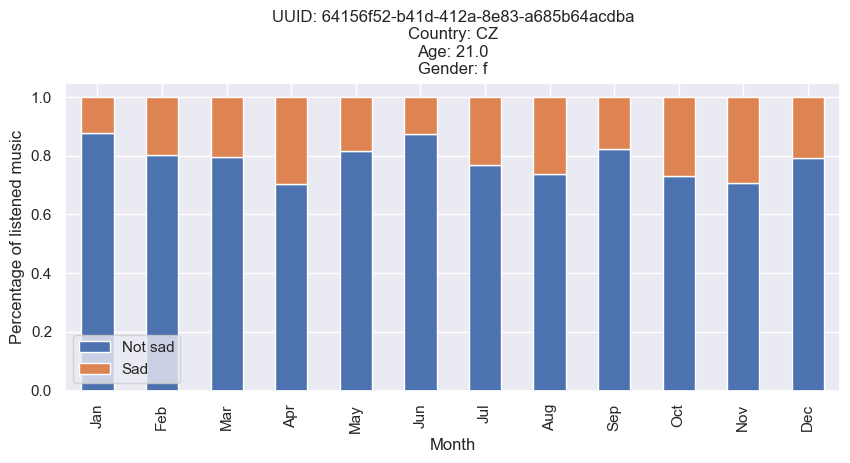 UUID: 64156f52-b41d-412a-8e83-a685b64acdba
Country: CZ
Age: 21.0
Gender: f
Percentage of listened music
1.0
0.8
0.6
0.4
0.2
0.0
Not sad
Sad
Jan
Feb
Mar
Apr
May
Jun
Jul
Aug
Sep
Oct
Nov
Dec
Month